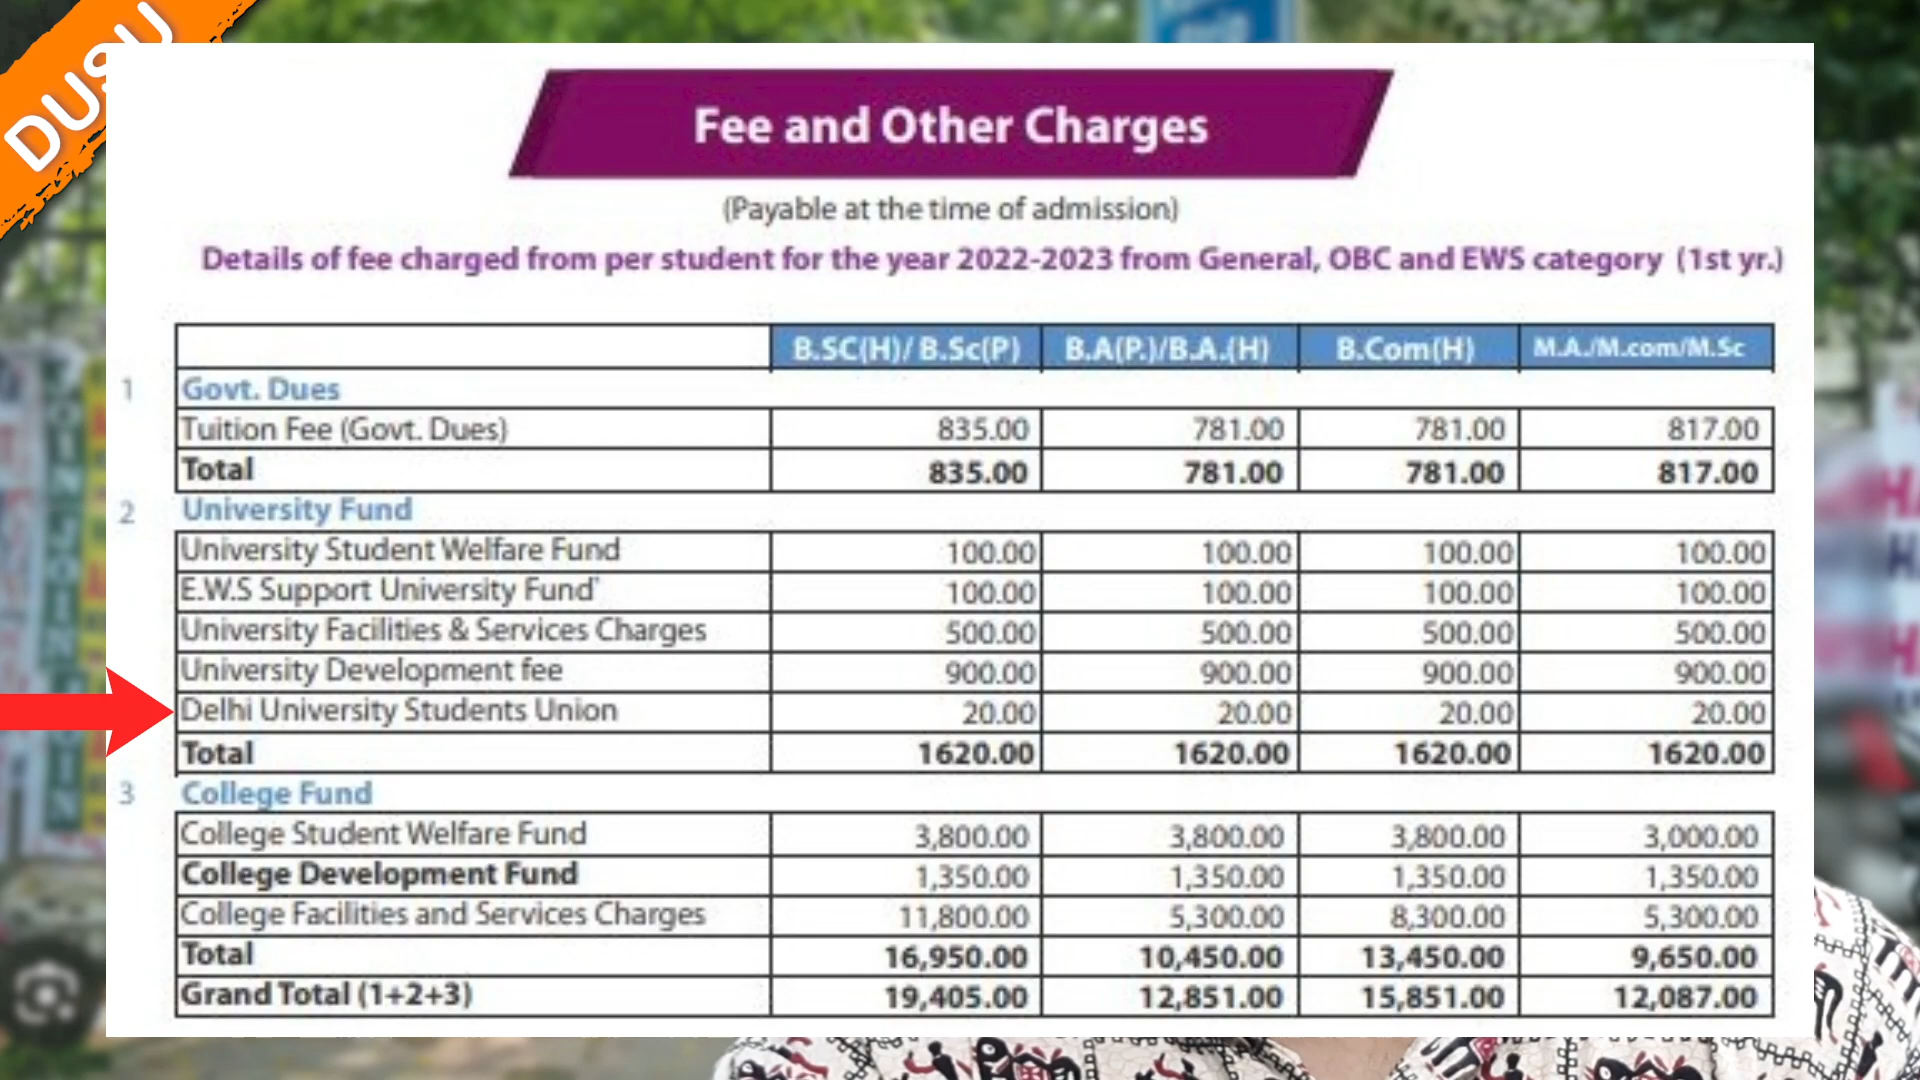 DUSU
Fee and Other Charges
(Payable at the time of admission)
Details of fee charged from per student for the year 2022-2023 from General, OBC and EWS category (1st yr.)
B.SC(H)/ B.Sc(P) B.A(P.)/B.A.(H) B.Com(H) M.A./M.com/M.Sc
1 Govt. Dues
Tuition Fee (Govt. Dues) 835.00 781.00 781.00 817.00
Total 835.00 781.00 781.00 817.00
2 University Fund
University Student Welfare Fund 100.00 100.00 100.00 100.00
E.W.S Support University Fund' 100.00 100.00 100.00 100.00
University Facilities & Services Charges 500.00 500.00 500.00 500.00
University Development fee 900.00 900.00 900.00 900.00
Delhi University Students Union 20.00 20.00 20.00 20.00
Total 1620.00 1620.00 1620.00 1620.00
3 College Fund
College Student Welfare Fund 3,800.00 3,800.00 3,800.00 3,000.00
College Development Fund 1,350.00 1,350.00 1,350.00 1,350.00
College Facilities and Services Charges 11,800.00 5,300.00 8,300.00 5,300.00
Total 16,950.00 10,450.00 13,450.00 9,650.00
Grand Total (1+2+3) 19,405.00 12,851.00 15,851.00 12,087.00